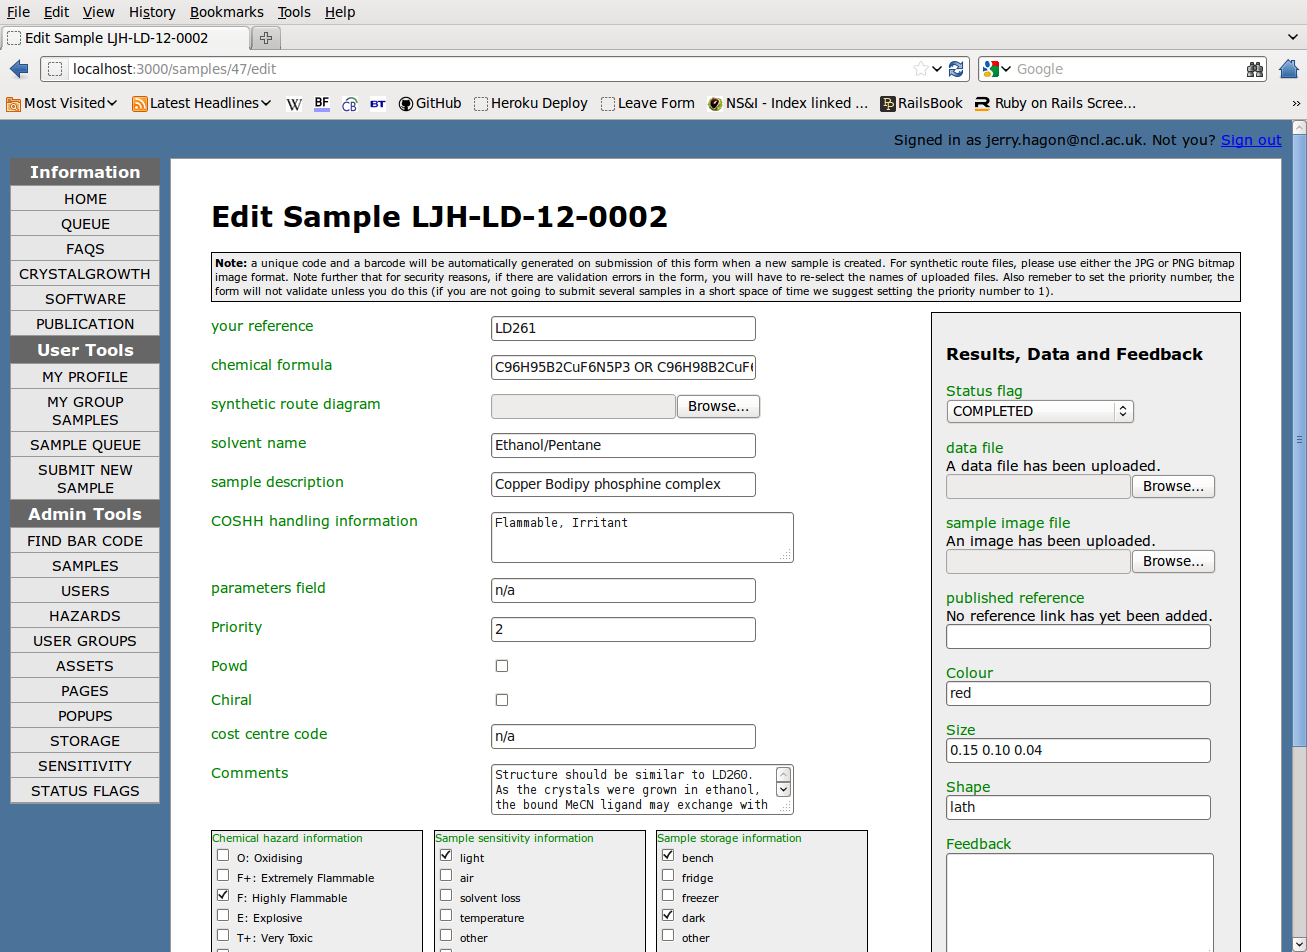 File Edit View History Bookmarks Tools Help
Edit Sample LJH-LD-12-0002
localhost:3000/samples/47/edit
Google
Most Visited Latest Headlines W BF CB BT GitHub Heroku Deploy Leave Form NS&I - Index linked ... RailsBook Ruby on Rails Scree... »
Signed in as jerry.hagon@ncl.ac.uk. Not you? Sign out
Information
HOME
QUEUE
FAQS
CRYSTALGROWTH
SOFTWARE
PUBLICATION
User Tools
MY PROFILE
MY GROUP
SAMPLES
SAMPLE QUEUE
SUBMIT NEW
SAMPLE
Admin Tools
FIND BAR CODE
SAMPLES
USERS
HAZARDS
USER GROUPS
ASSETS
PAGES
POPUPS
STORAGE
SENSITIVITY
STATUS FLAGS
Edit Sample LJH-LD-12-0002
Note: a unique code and a barcode will be automatically generated on submission of this form when a new sample is created. For synthetic route files, please use either the JPG or PNG bitmap
image format. Note further that for security reasons, if there are validation errors in the form, you will have to re-select the names of uploaded files. Also remeber to set the priority number, the
form will not validate unless you do this (if you are not going to submit several samples in a short space of time we suggest setting the priority number to 1).
your reference LD261
chemical formula C96H95B2CuF6N5P3 OR C96H98B2CuF6
synthetic route diagram Browse...
solvent name Ethanol/Pentane
sample description Copper Bodipy phosphine complex
COSHH handling information Flammable, Irritant
parameters field n/a
Priority 2
Powd
Chiral
cost centre code n/a
Comments Structure should be similar to LD260.
As the crystals were grown in ethanol,
the bound MeCN ligand may exchange with
Chemical hazard information
O: Oxidising
F+: Extremely Flammable
F: Highly Flammable
E: Explosive
T+: Very Toxic
Sample sensitivity information
light
air
solvent loss
temperature
other
Sample storage information
bench
fridge
freezer
dark
other
Results, Data and Feedback
Status flag
COMPLETED
data file
A data file has been uploaded.
Browse...
sample image file
An image has been uploaded.
Browse...
published reference
No reference link has yet been added.
Colour
red
Size
0.15 0.10 0.04
Shape
lath
Feedback